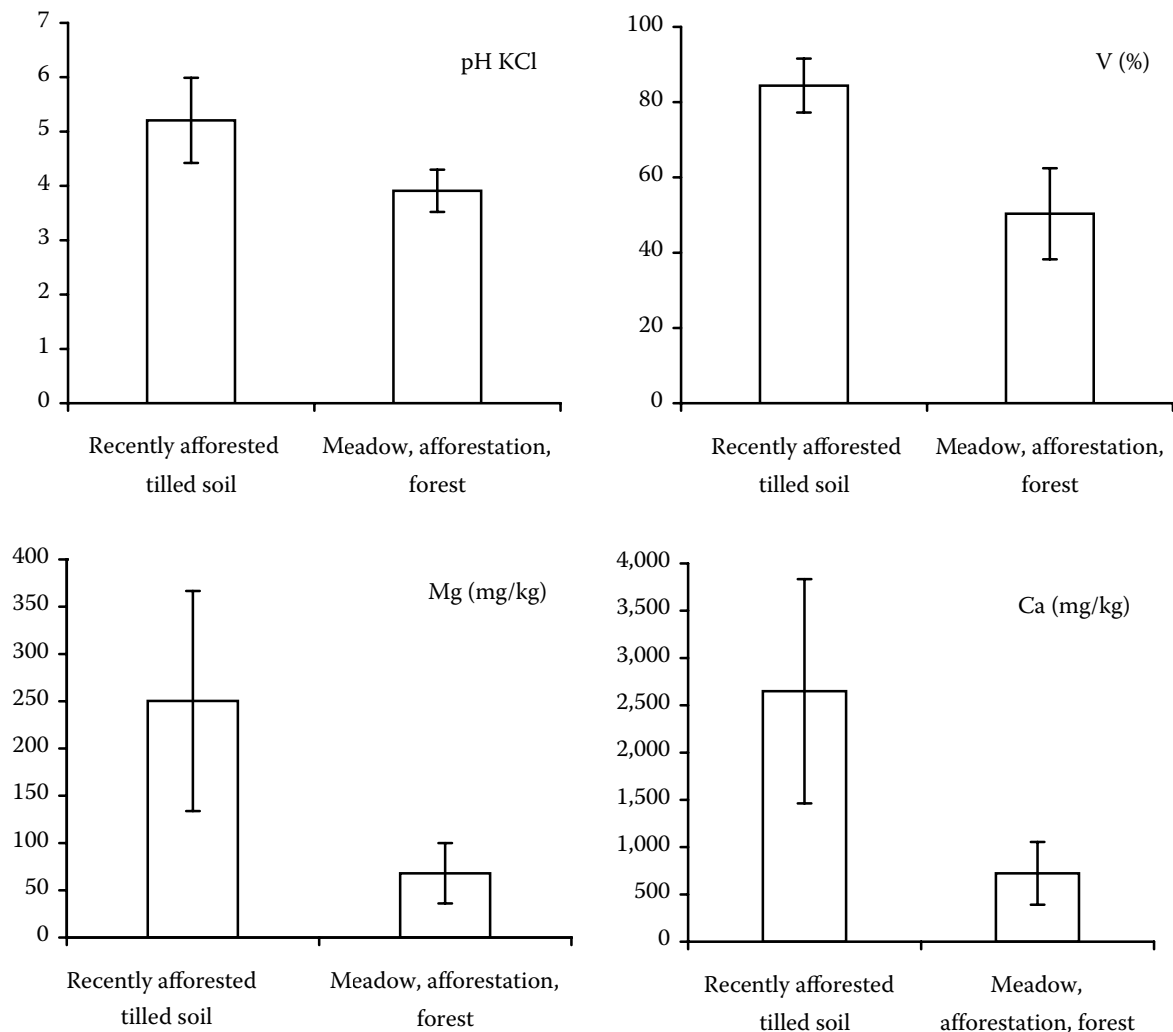 7
6
5
4
3
2
1
0
pH KCl
Recently afforested
tilled soil
Meadow, afforestation,
forest
100
80
60
40
20
0
V (%)
Recently afforested
tilled soil
Meadow, afforestation,
forest
400
350
300
250
200
150
100
50
0
Mg (mg/kg)
Recently afforested
tilled soil
Meadow, afforestation,
forest
4,000
3,500
3,000
2,500
2,000
1,500
1,000
500
0
Ca (mg/kg)
Recently afforested
tilled soil
Meadow,
afforestation, forest